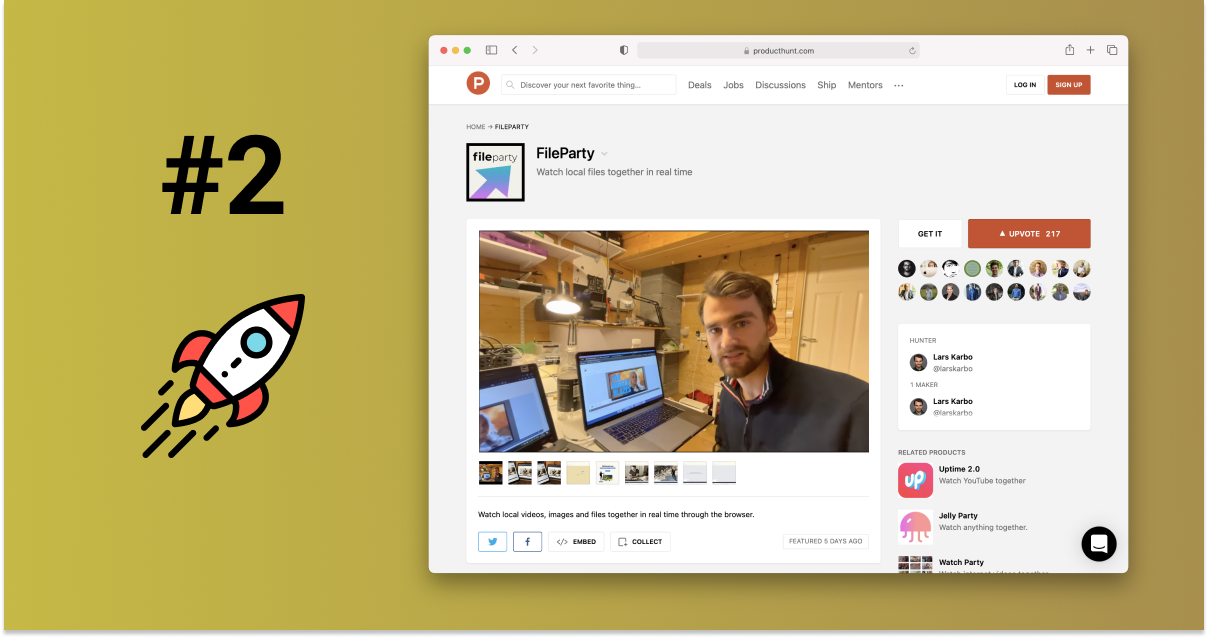 #2
producthunt.com
P
Discover your next favorite thing...
Deals
Jobs
Discussions
Ship
Mentors
...
LOG IN
SIGN UP
HOME → FILEPARTY
fileparty
FileParty
Watch local files together in real time
GET IT
▲ UPVOTE 217
HUNTER
Lars Karbo
@larskarbo
1 MAKER
Lars Karbo
@larskarbo
Watch local videos, images and files together in real time through the browser.
</> EMBED
COLLECT
FEATURED 5 DAYS AGO
RELATED PRODUCTS
up
Uptime 2.0
Watch YouTube together
Jelly Party
Watch anything together.
Watch Party
Watch internet videos together